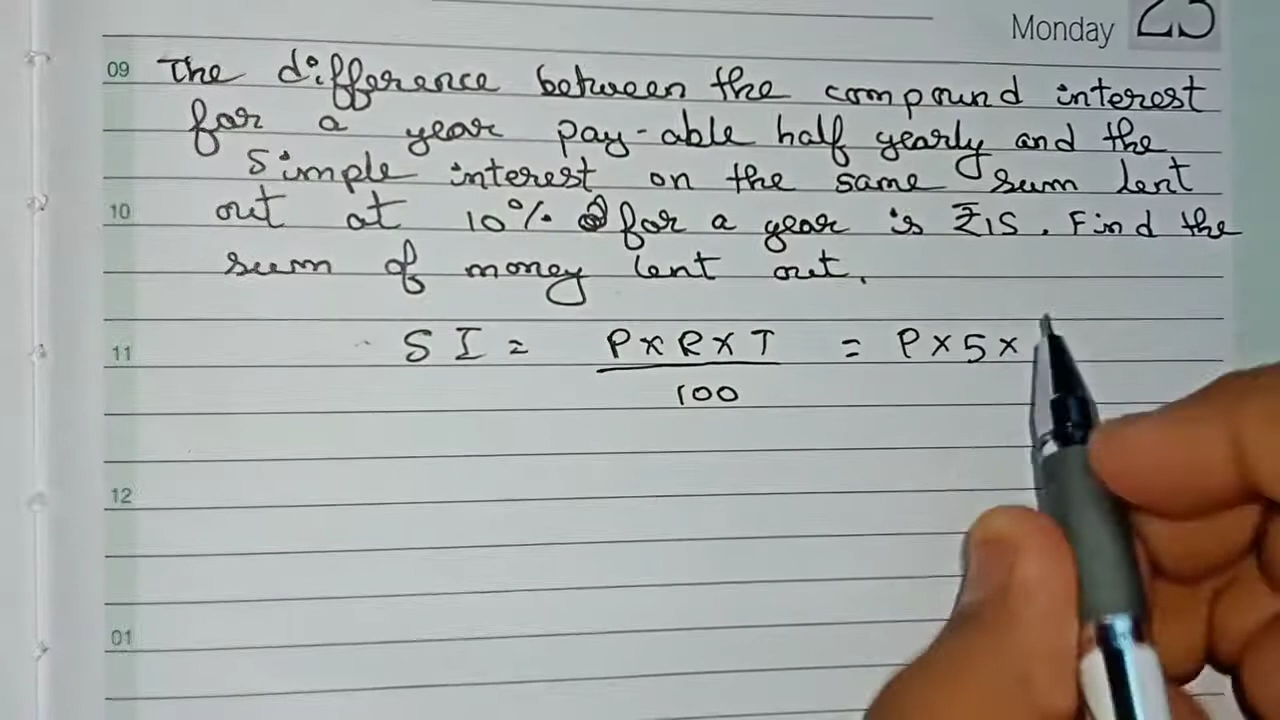 Monday 25
09 The difference between the compound interest
for a year pay-able half yearly and the
simple interest on the same sum lent
10 out at 10% for a year is ₹15. Find the
sum of money lent out.
11 SI = P×R×T = P×5×
100
12
01